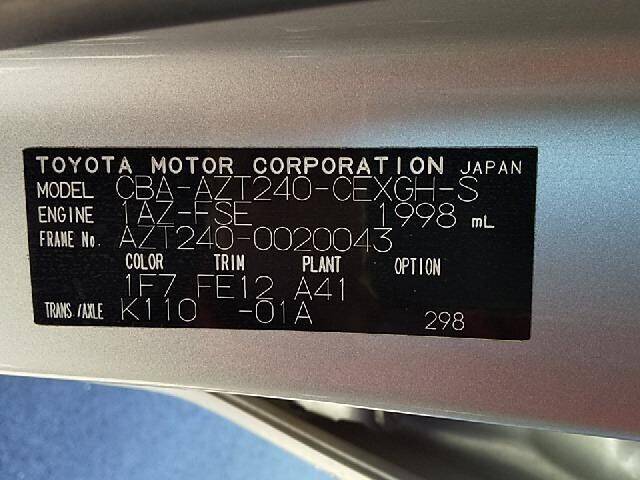 TOYOTA MOTOR CORPORATION JAPAN
MODEL CBA-AZT240-CEXGH-S
ENGINE 1AZ-FSE 1998 mL
FRAME No. AZT240-0020043
COLOR TRIM PLANT OPTION
1F7 FE12 A41
TRANS./AXLE K110 -01A 298